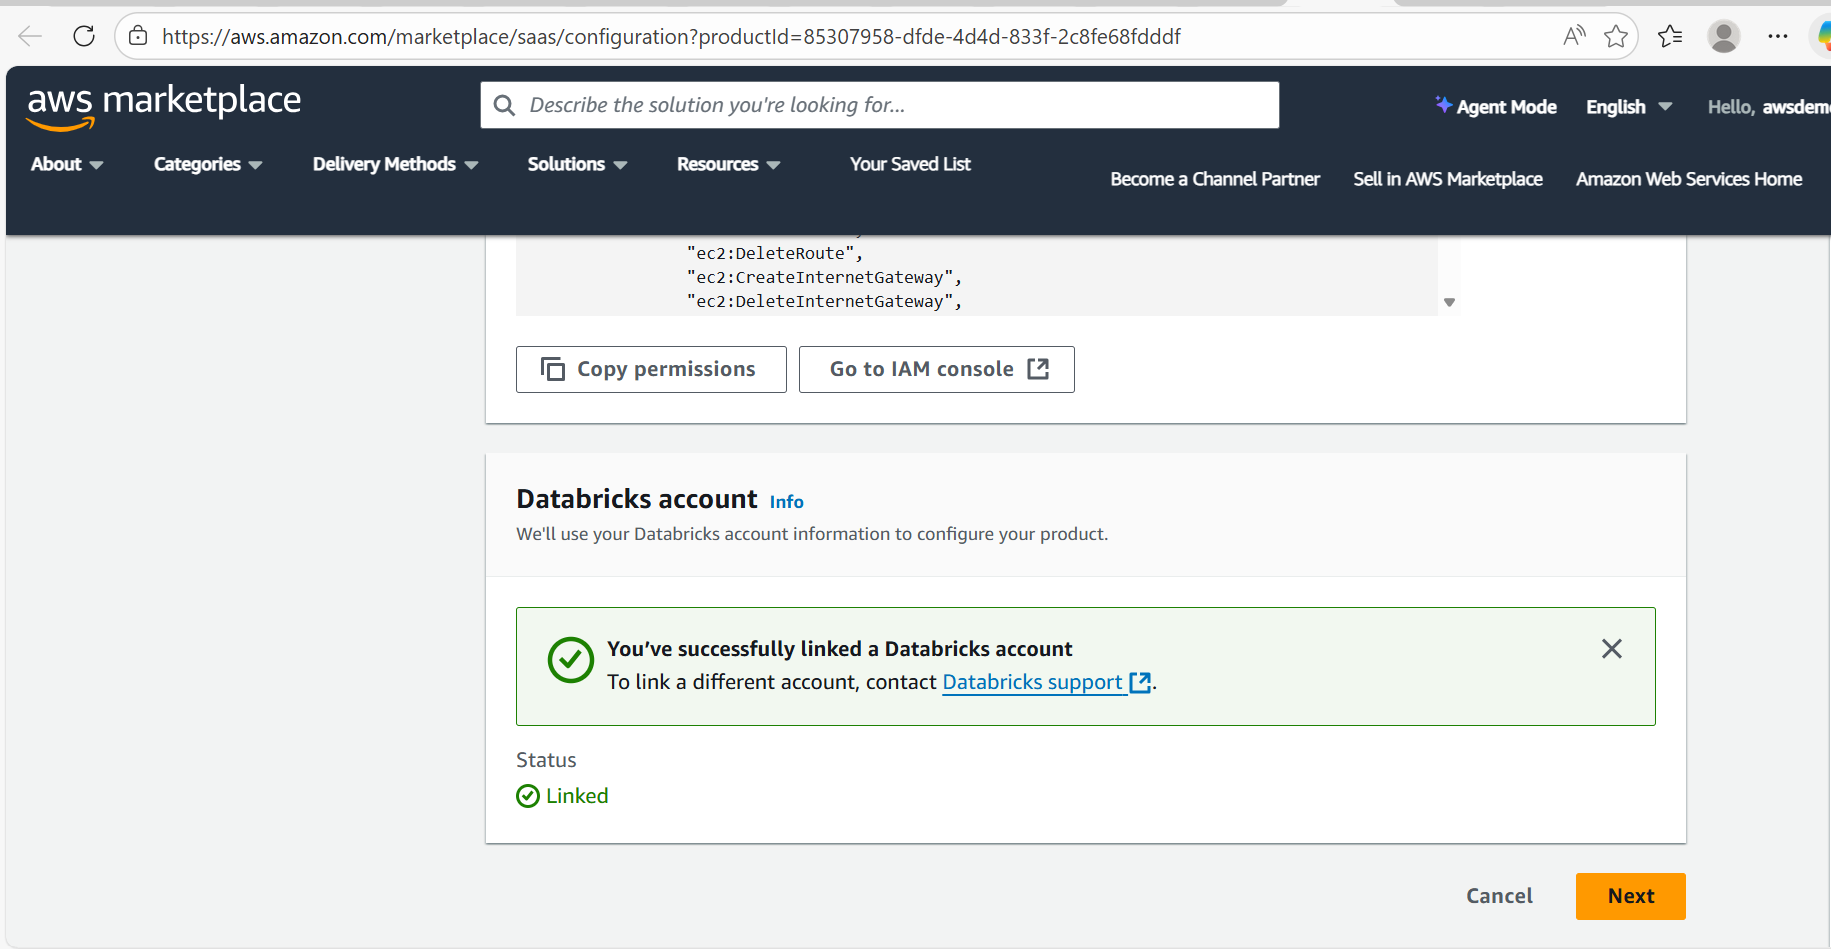 https://aws.amazon.com/marketplace/saas/configuration?productId=85307958-dfde-4d4d-833f-2c8fe68fdddf
aws marketplace
Describe the solution you're looking for...
Agent Mode
English
Hello,
About
Categories
Delivery Methods
Solutions
Resources
Your Saved List
Become a Channel Partner
Sell in AWS Marketplace
Amazon Web Services Home
"ec2:DeleteRoute",
"ec2:CreateInternetGateway",
"ec2:DeleteInternetGateway",
Copy permissions
Go to IAM console
Databricks account Info
We'll use your Databricks account information to configure your product.
You’ve successfully linked a Databricks account
To link a different account, contact Databricks support.
Status
Linked
Cancel
Next